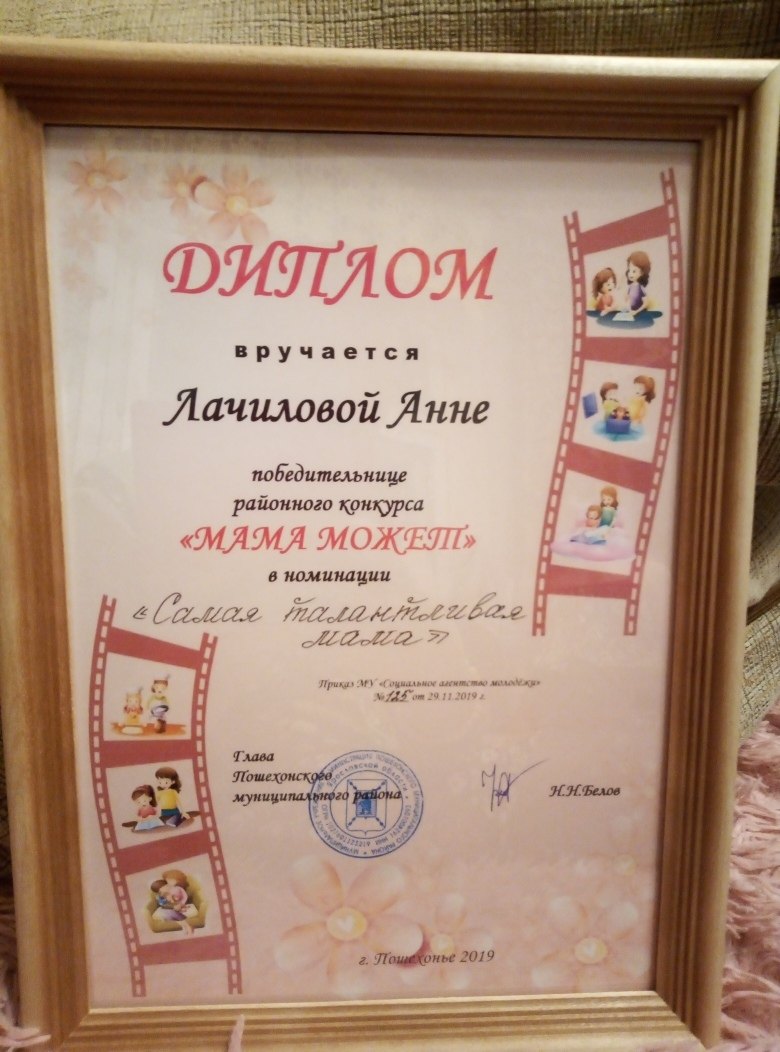 ДИПЛОМ
вручается
Лачиловой Анне
победительнице
районного конкурса
«МАМА МОЖЕТ»
в номинации
«Самая талантливая
мама»
Приказ МУ «Социальное агентство молодёжи»
№125 от 29.11.2019 г.
Глава
Пошехонского
муниципального района
Н.Н.Белов
г. Пошехонье 2019